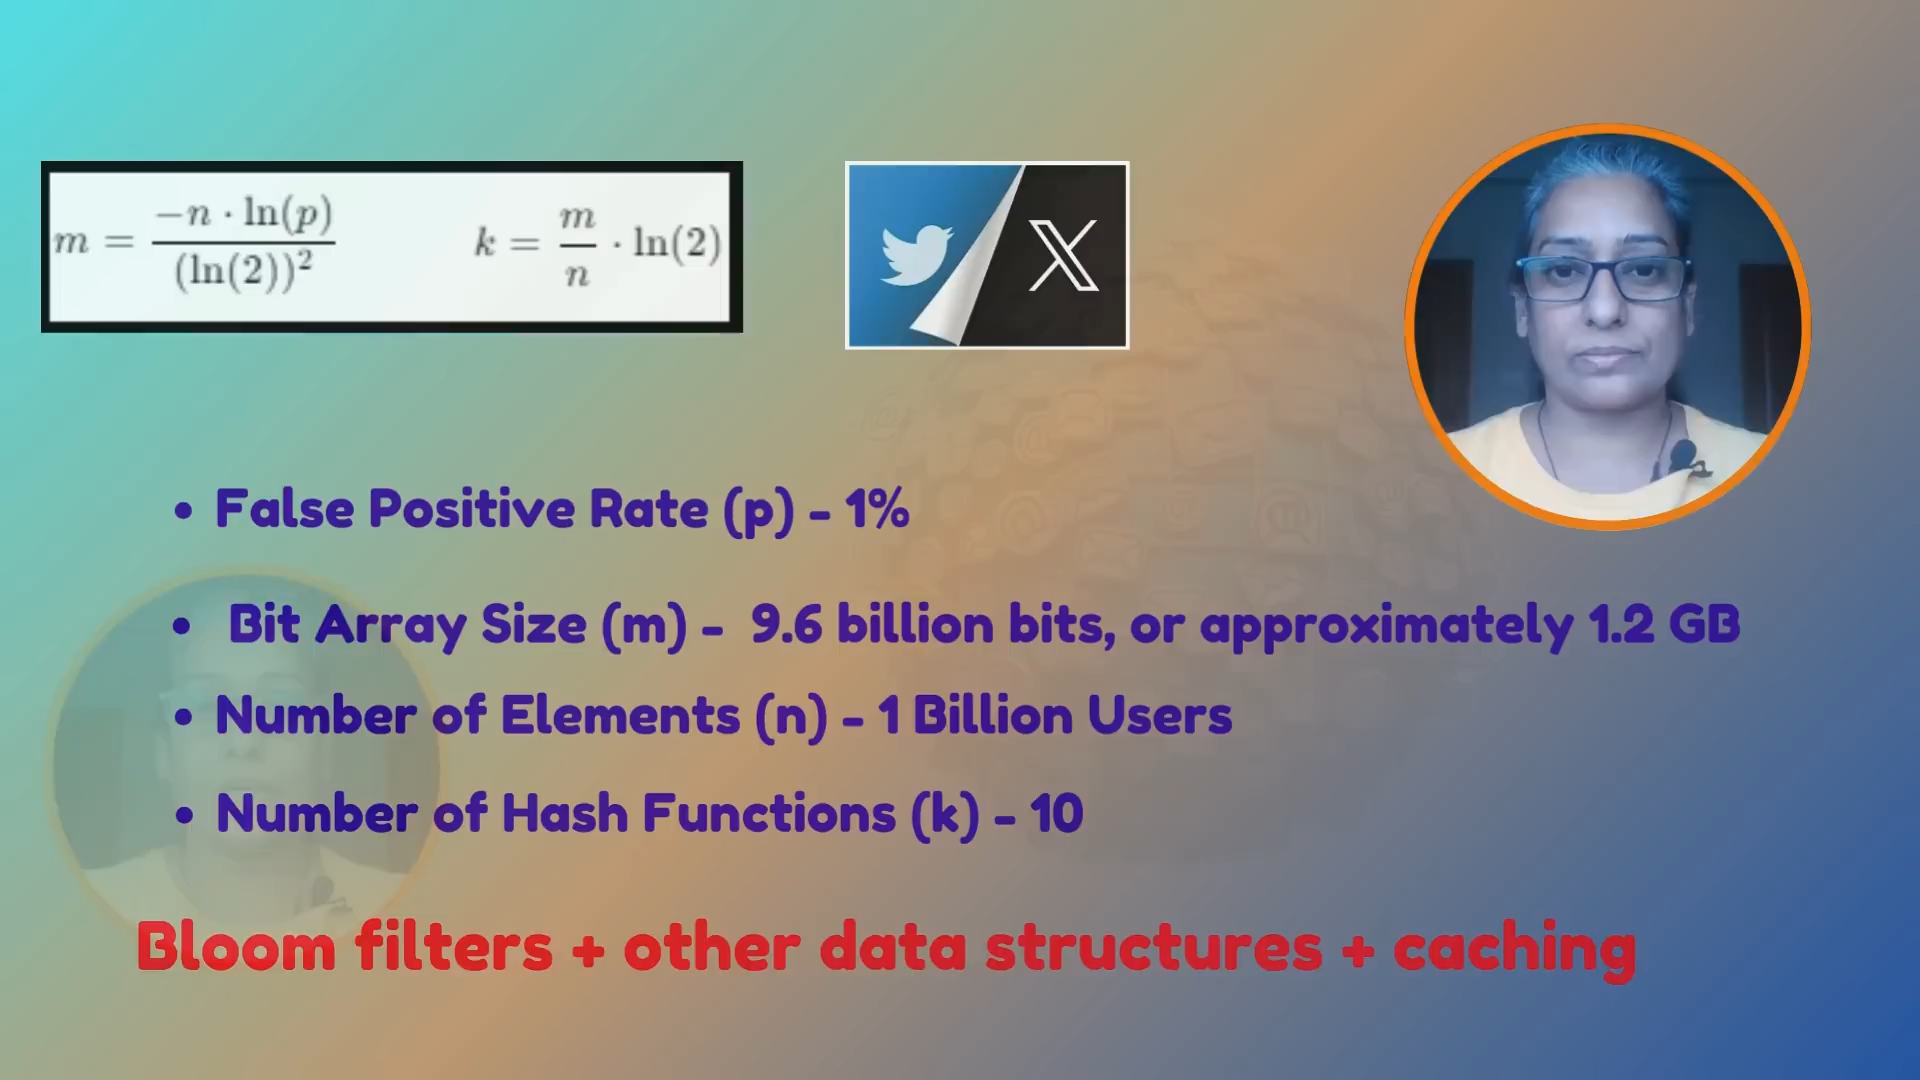 m = −n · ln(p) / (ln(2))²
k = m / n · ln(2)
• False Positive Rate (p) - 1%
• Bit Array Size (m) - 9.6 billion bits, or approximately 1.2 GB
• Number of Elements (n) - 1 Billion Users
• Number of Hash Functions (k) - 10
Bloom filters + other data structures + caching